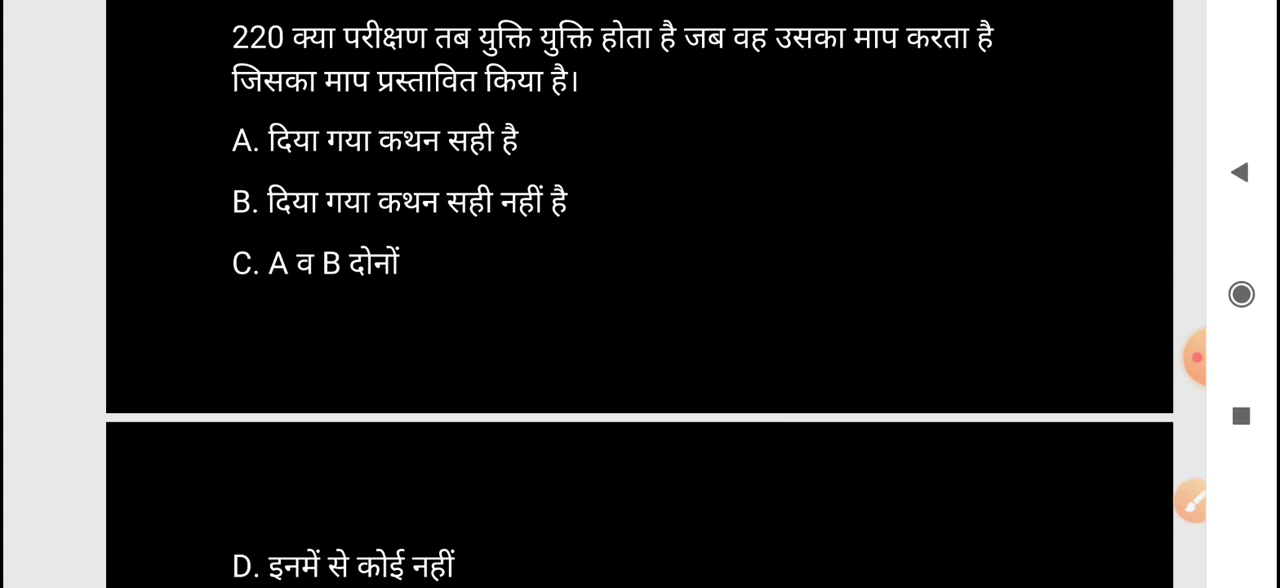 220 क्या परीक्षण तब युक्ति युक्ति होता है जब वह उसका माप करता है
जिसका माप प्रस्तावित किया है।
A. दिया गया कथन सही है
B. दिया गया कथन सही नहीं है
C. A व B दोनों
D. इनमें से कोई नहीं